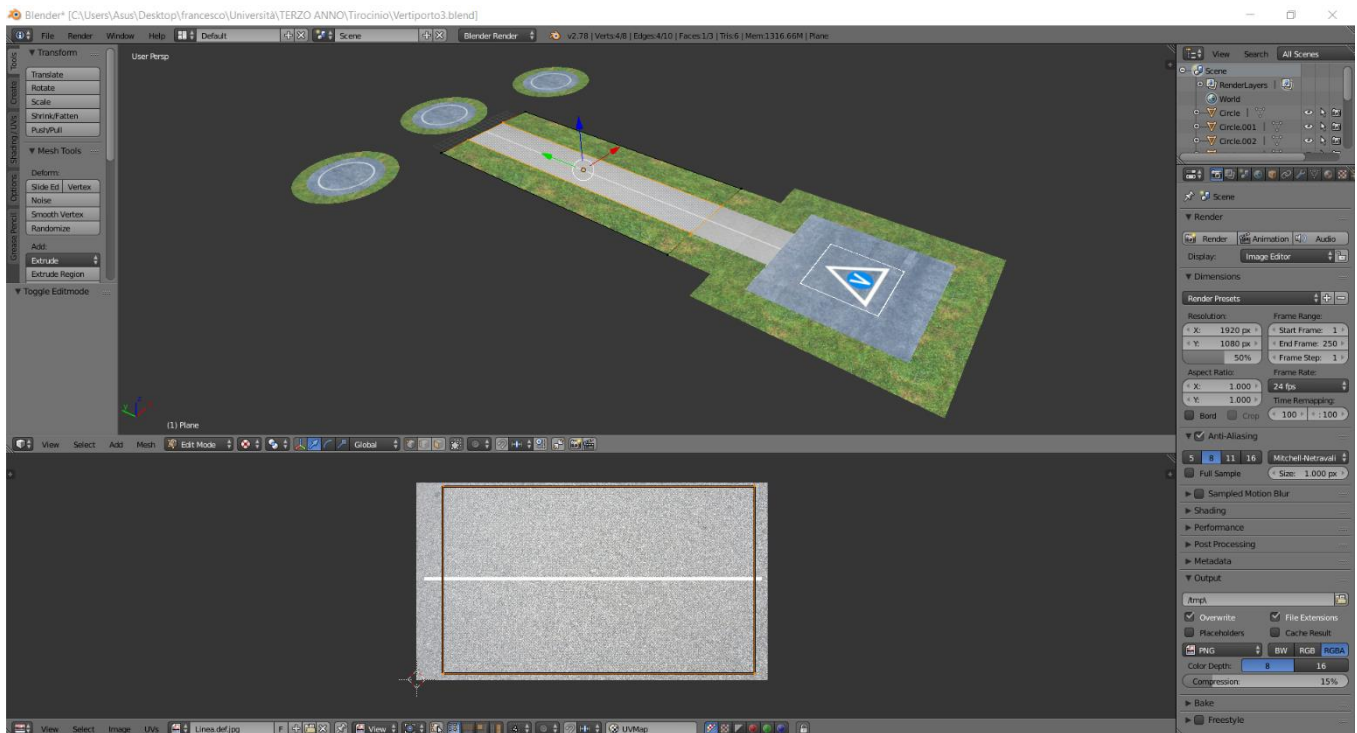 Blender* [C:\Users\Asus\Desktop\francesco\Università\TERZO ANNO\Tirocinio\Vertiporto3.blend]
File Render Window Help Default Scene Blender Render v2.78 | Verts:4/8 | Edges:4/10 | Faces:1/3 | Tris:6 | Mem:1316.66M | Plane
View Search All Scenes
Tools
Create
Shading / UVs
Options
Grease Pencil
Transform
Translate
Rotate
Scale
Shrink/Fatten
Push/Pull
Mesh Tools
Deform:
Slide Ed Vertex
Noise
Smooth Vertex
Randomize
Add:
Extrude
Extrude Region
Toggle Editmode
User Persp
V
(1) Plane
View Select Add Mesh Edit Mode Global
View Select Image UVs Linea.def.jpg F View 4 UVMap
Scene
RenderLayers
World
Circle
Circle.001
Circle.002
Scene
Render
Render Animation Audio
Display: Image Editor
Dimensions
Render Presets
Resolution: Frame Range:
X: 1920 px Start Frame: 1
Y: 1080 px End Frame: 250
50% Frame Step: 1
Aspect Ratio: Frame Rate:
X: 1.000 24 fps
Y: 1.000 Time Remapping:
Bord Crop 100 :100
Anti-Aliasing
5 8 11 16 Mitchell-Netravali
Full Sample Size: 1.000 px
Sampled Motion Blur
Shading
Performance
Post Processing
Metadata
Output
/tmp\
Overwrite File Extensions
Placeholders Cache Result
PNG BW RGB RGBA
Color Depth: 8 16
Compression: 15%
Bake
Freestyle